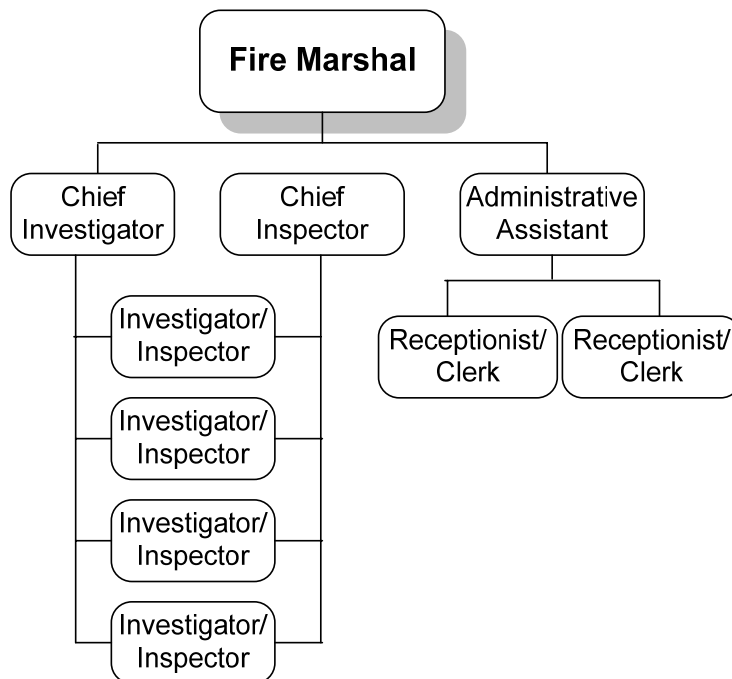 Fire Marshal
Chief
Investigator
Chief
Inspector
Administrative
Assistant
Investigator/
Inspector
Investigator/
Inspector
Investigator/
Inspector
Investigator/
Inspector
Receptionist/
Clerk
Receptionist/
Clerk